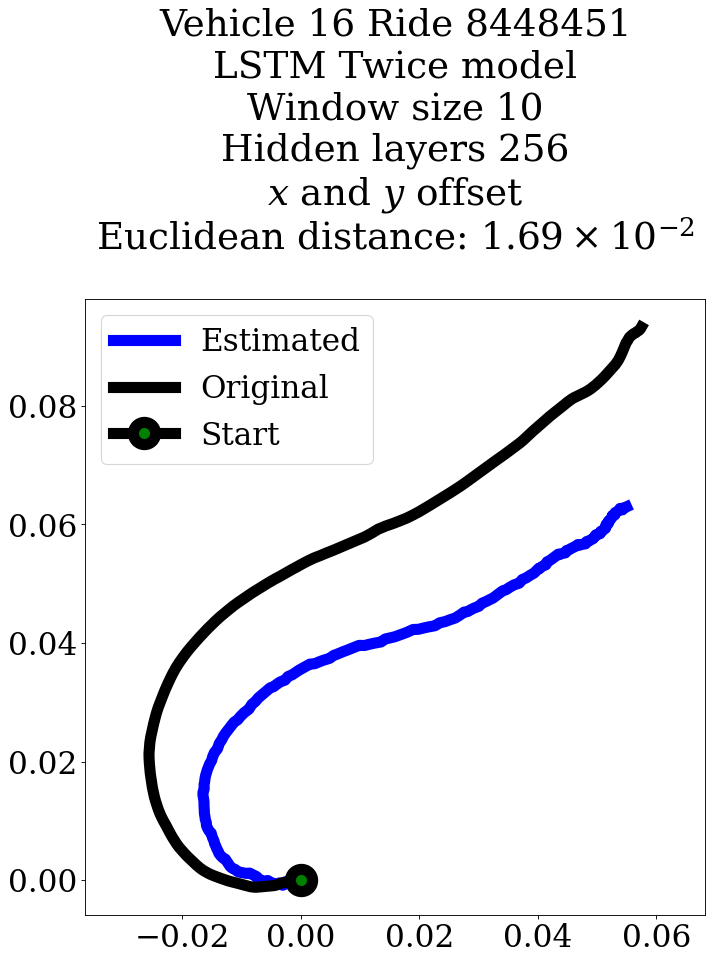 Vehicle 16 Ride 8448451
LSTM Twice model
Window size 10
Hidden layers 256
x and y offset
Euclidean distance: 1.69 × 10⁻²
Estimated
Original
Start
0.08
0.06
0.04
0.02
0.00
−0.02 0.00 0.02 0.04 0.06